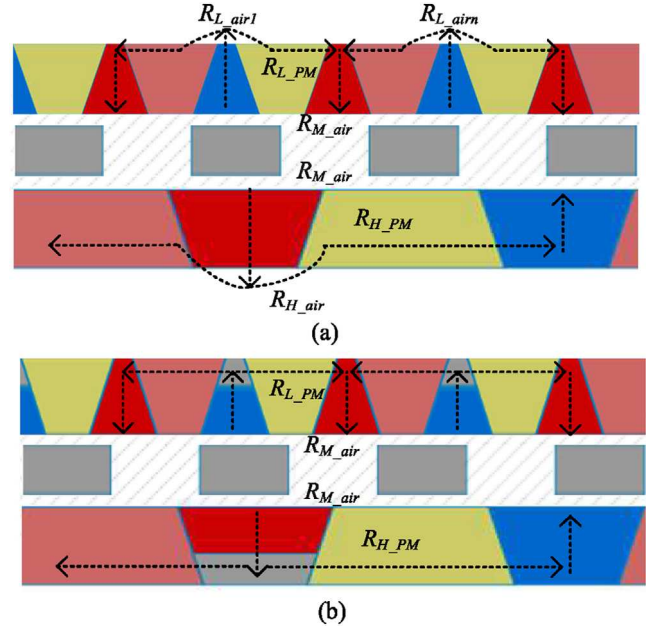 R_L_air1 R_L_airn
R_L_PM
R_M_air
R_M_air
R_H_PM
R_H_air
(a)
R_L_PM
R_M_air
R_M_air
R_H_PM
(b)